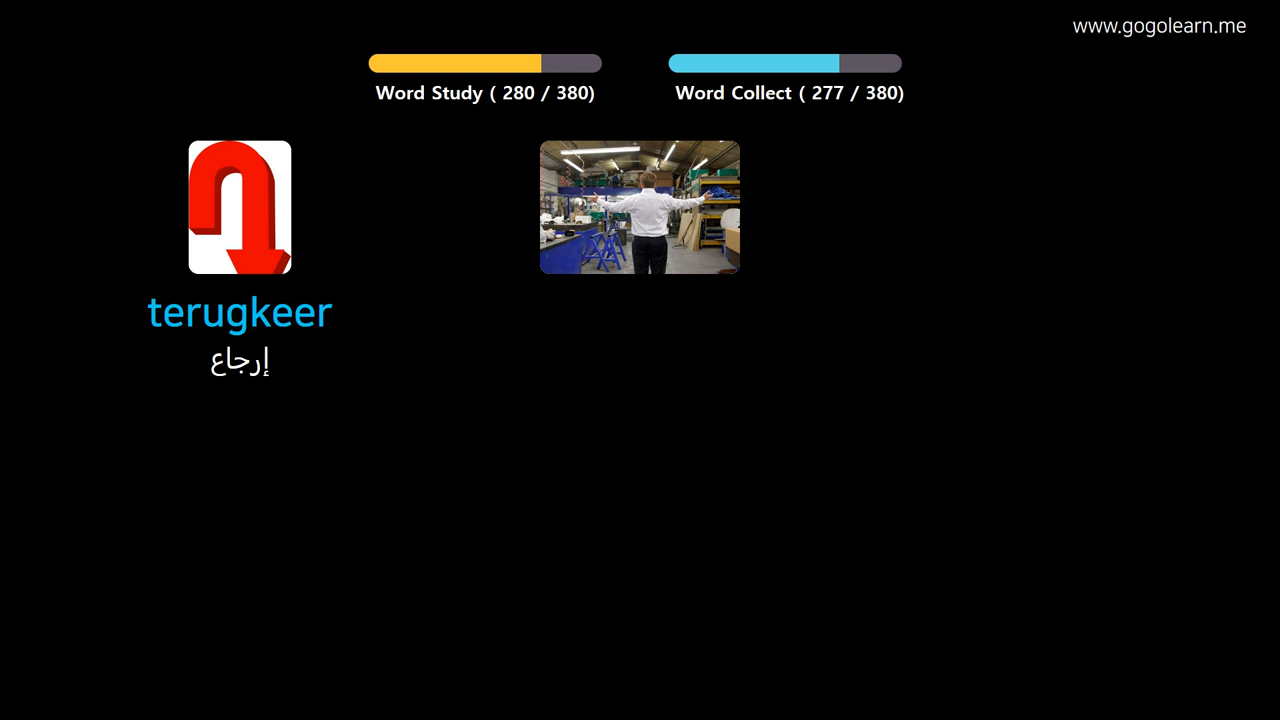 www.gogolearn.me
Word Study ( 280 / 380)
Word Collect ( 277 / 380)
terugkeer
إرجاع